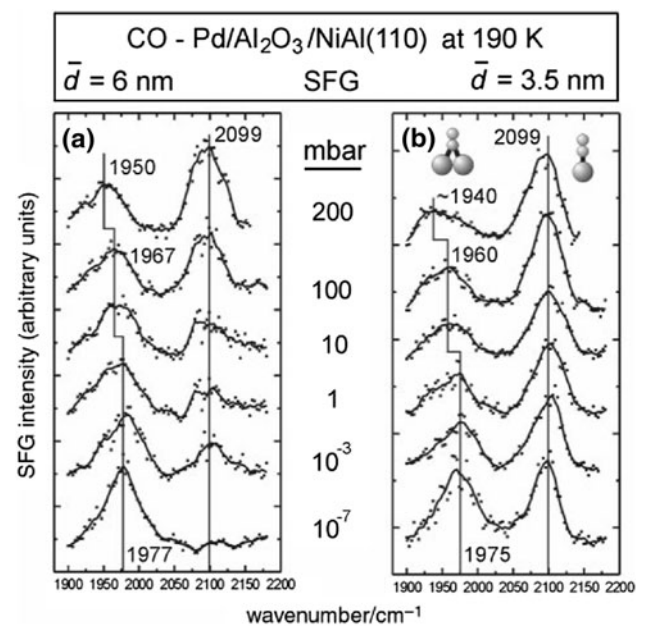 CO - Pd/Al₂O₃/NiAl(110) at 190 K
d̄ = 6 nm SFG d̄ = 3.5 nm
(a) 2099 mbar (b) 2099
1950 ~1940
200
1967 1960
100
10
1
10⁻³
10⁻⁷
1977 1975
SFG intensity (arbitrary units)
1900 1950 2000 2050 2100 2150 2200 1900 1950 2000 2050 2100 2150 2200
wavenumber/cm⁻¹